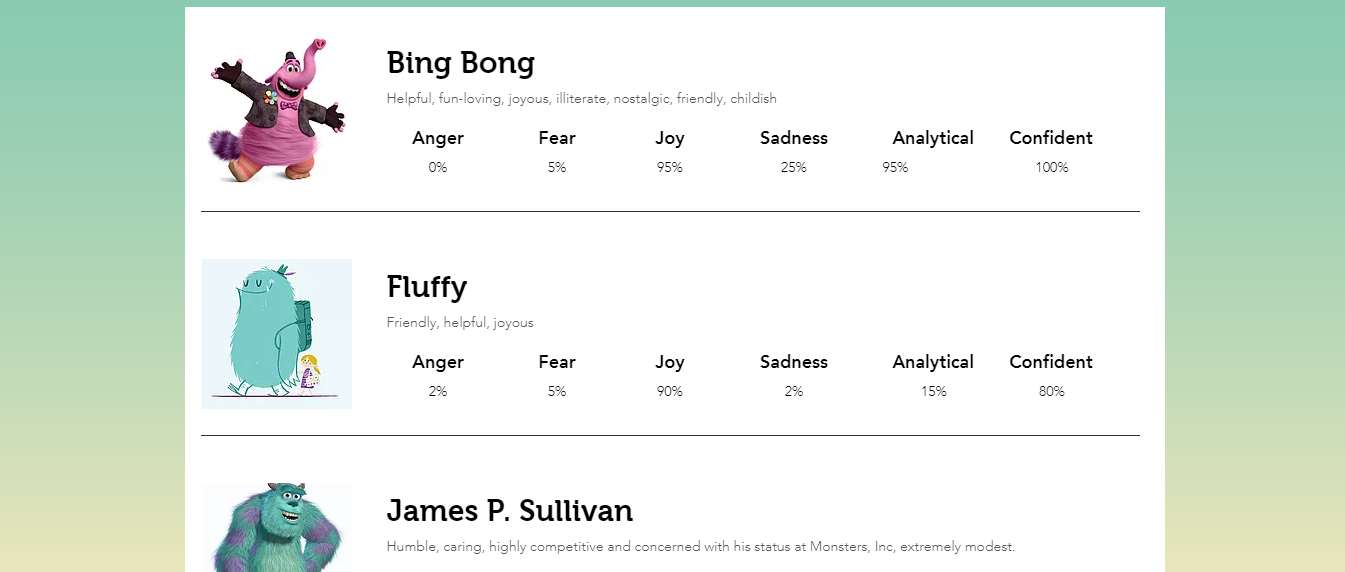 Bing Bong
Helpful, fun-loving, joyous, illiterate, nostalgic, friendly, childish
Anger Fear Joy Sadness Analytical Confident
0% 5% 95% 25% 95% 100%
Fluffy
Friendly, helpful, joyous
Anger Fear Joy Sadness Analytical Confident
2% 5% 90% 2% 15% 80%
James P. Sullivan
Humble, caring, highly competitive and concerned with his status at Monsters, Inc, extremely modest.